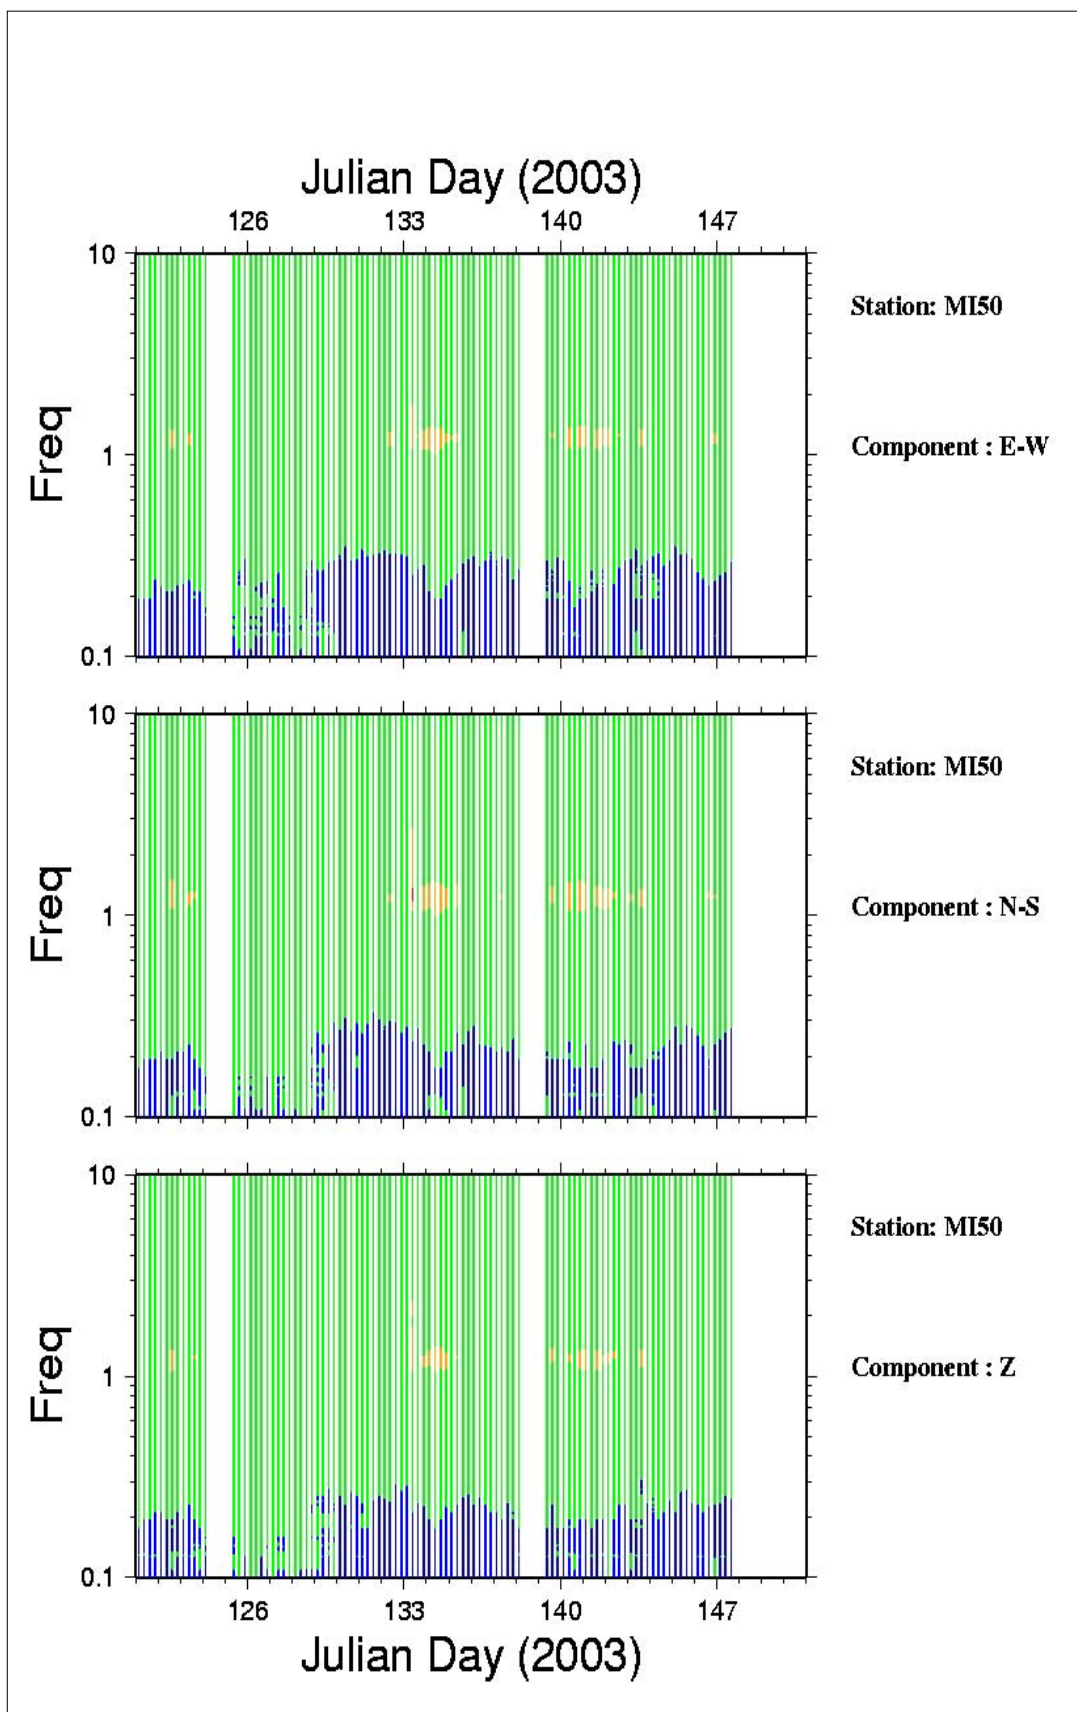 Julian Day (2003)
126 133 140 147
10
Station: MI50
Freq
1
Component : E-W
0.1
10
Station: MI50
Freq
1
Component : N-S
0.1
10
Station: MI50
Freq
1
Component : Z
0.1
126 133 140 147
Julian Day (2003)